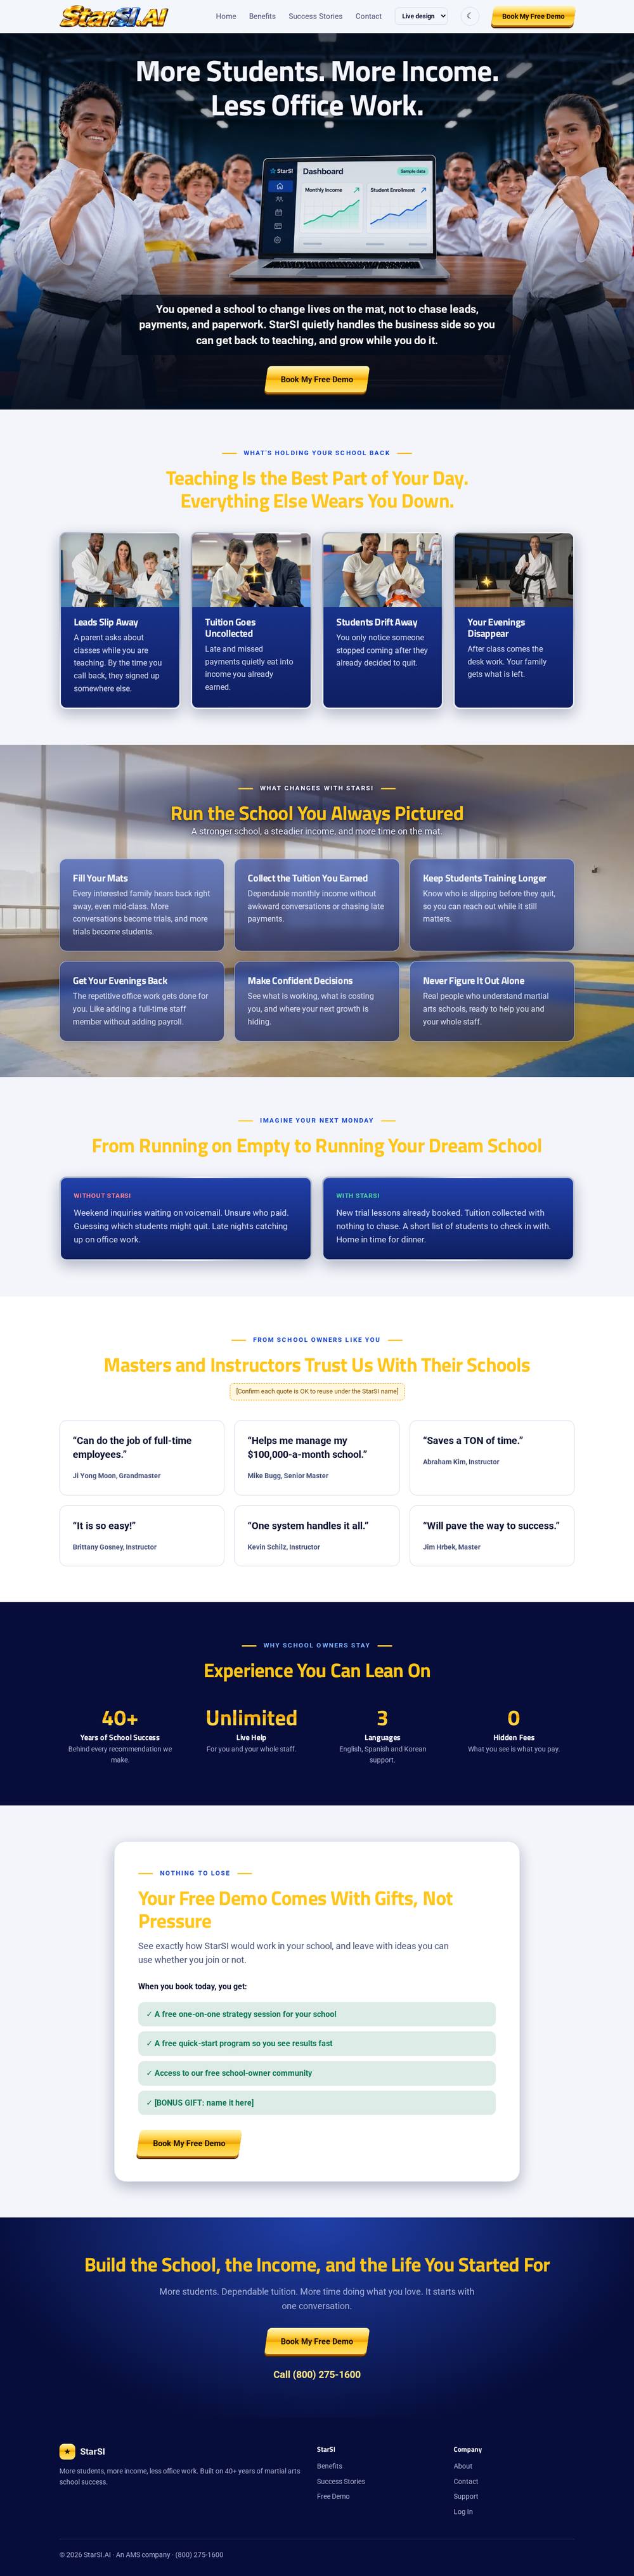 StarSI.AI
Home
Benefits
Success Stories
Contact
Live design
Book My Free Demo
More Students. More Income.
Less Office Work.
StarSI
Dashboard
Sample data
Monthly Income
Student Enrollment
You opened a school to change lives on the mat, not to chase leads,
payments, and paperwork. StarSI quietly handles the business side so you
can get back to teaching, and grow while you do it.
Book My Free Demo
WHAT'S HOLDING YOUR SCHOOL BACK
Teaching Is the Best Part of Your Day.
Everything Else Wears You Down.
Leads Slip Away
A parent asks about
classes while you are
teaching. By the time you
call back, they signed up
somewhere else.
Tuition Goes
Uncollected
Late and missed
payments quietly eat into
income you already
earned.
Students Drift Away
You only notice someone
stopped coming after they
already decided to quit.
Your Evenings
Disappear
After class comes the
desk work. Your family
gets what is left.
WHAT CHANGES WITH STARSI
Run the School You Always Pictured
A stronger school, a steadier income, and more time on the mat.
Fill Your Mats
Every interested family hears back right
away, even mid-class. More
conversations become trials, and more
trials become students.
Collect the Tuition You Earned
Dependable monthly income without
awkward conversations or chasing late
payments.
Keep Students Training Longer
Know who is slipping before they quit,
so you can reach out while it still
matters.
Get Your Evenings Back
The repetitive office work gets done for
you. Like adding a full-time staff
member without adding payroll.
Make Confident Decisions
See what is working, what is costing
you, and where your next growth is
hiding.
Never Figure It Out Alone
Real people who understand martial
arts schools, ready to help you and
your whole staff.
IMAGINE YOUR NEXT MONDAY
From Running on Empty to Running Your Dream School
WITHOUT STARSI
Weekend inquiries waiting on voicemail. Unsure who paid.
Guessing which students might quit. Late nights catching
up on office work.
WITH STARSI
New trial lessons already booked. Tuition collected with
nothing to chase. A short list of students to check in with.
Home in time for dinner.
FROM SCHOOL OWNERS LIKE YOU
Masters and Instructors Trust Us With Their Schools
[Confirm each quote is OK to reuse under the StarSI name]
“Can do the job of full-time
employees.”
Ji Yong Moon, Grandmaster
“Helps me manage my
$100,000-a-month school.”
Mike Bugg, Senior Master
“Saves a TON of time.”
Abraham Kim, Instructor
“It is so easy!”
Brittany Gosney, Instructor
“One system handles it all.”
Kevin Schilz, Instructor
“Will pave the way to success.”
Jim Hrbek, Master
WHY SCHOOL OWNERS STAY
Experience You Can Lean On
40+
Years of School Success
Behind every recommendation we
make.
Unlimited
Live Help
For you and your whole staff.
3
Languages
English, Spanish and Korean
support.
0
Hidden Fees
What you see is what you pay.
NOTHING TO LOSE
Your Free Demo Comes With Gifts, Not
Pressure
See exactly how StarSI would work in your school, and leave with ideas you can
use whether you join or not.
When you book today, you get:
✓ A free one-on-one strategy session for your school
✓ A free quick-start program so you see results fast
✓ Access to our free school-owner community
✓ [BONUS GIFT: name it here]
Book My Free Demo
Build the School, the Income, and the Life You Started For
More students. Dependable tuition. More time doing what you love. It starts with
one conversation.
Book My Free Demo
Call (800) 275-1600
StarSI
More students, more income, less office work. Built on 40+ years of martial arts
school success.
StarSI
Benefits
Success Stories
Free Demo
Company
About
Contact
Support
Log In
© 2026 StarSI.AI · An AMS company · (800) 275-1600